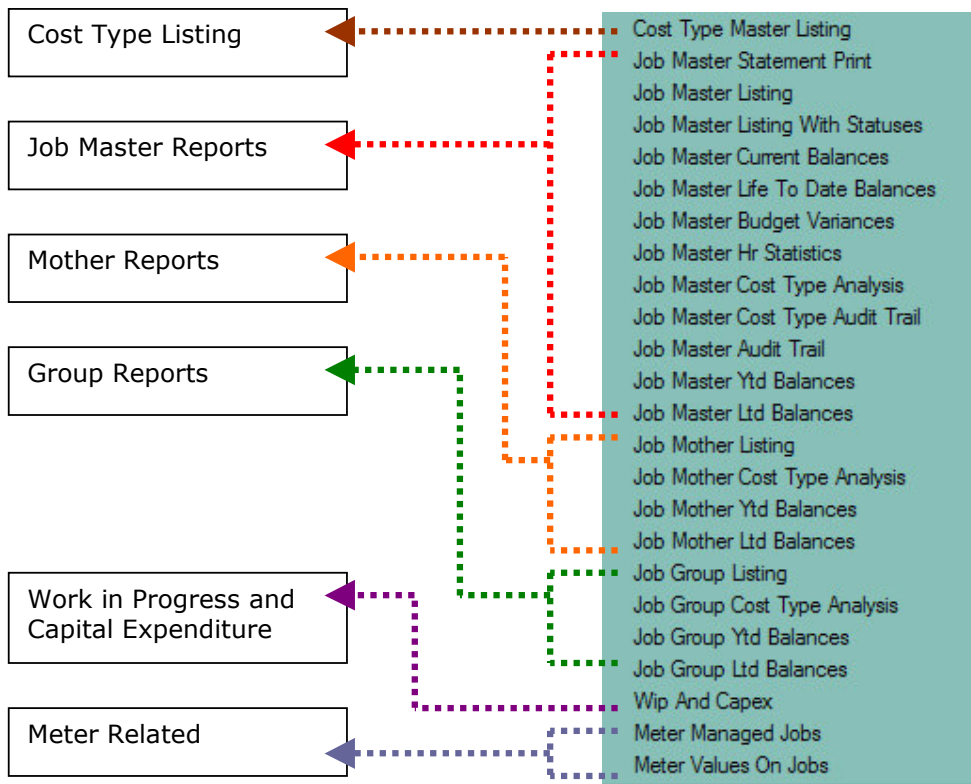 Cost Type Listing
Job Master Reports
Mother Reports
Group Reports
Work in Progress and
Capital Expenditure
Meter Related
Cost Type Master Listing
Job Master Statement Print
Job Master Listing
Job Master Listing With Statuses
Job Master Current Balances
Job Master Life To Date Balances
Job Master Budget Variances
Job Master Hr Statistics
Job Master Cost Type Analysis
Job Master Cost Type Audit Trail
Job Master Audit Trail
Job Master Ytd Balances
Job Master Ltd Balances
Job Mother Listing
Job Mother Cost Type Analysis
Job Mother Ytd Balances
Job Mother Ltd Balances
Job Group Listing
Job Group Cost Type Analysis
Job Group Ytd Balances
Job Group Ltd Balances
Wip And Capex
Meter Managed Jobs
Meter Values On Jobs